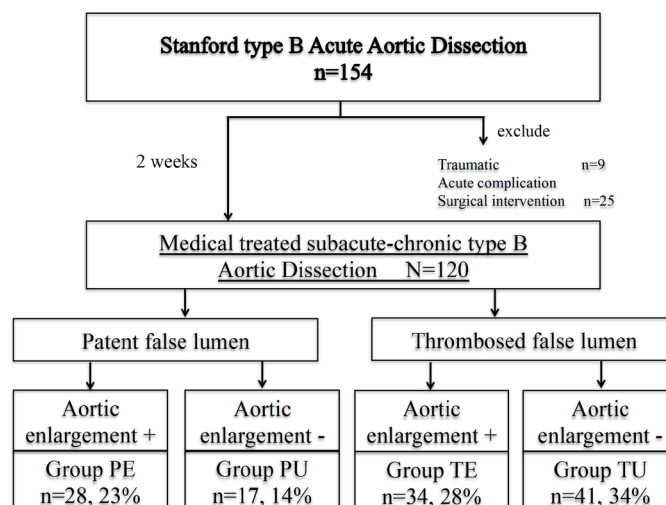 Stanford type B Acute Aortic Dissection
n=154
exclude
2 weeks
Traumatic n=9
Acute complication
Surgical intervention n=25
Medical treated subacute-chronic type B
Aortic Dissection N=120
Patent false lumen
Thrombosed false lumen
Aortic
enlargement +
Group PE
n=28, 23%
Aortic
enlargement -
Group PU
n=17, 14%
Aortic
enlargement +
Group TE
n=34, 28%
Aortic
enlargement -
Group TU
n=41, 34%